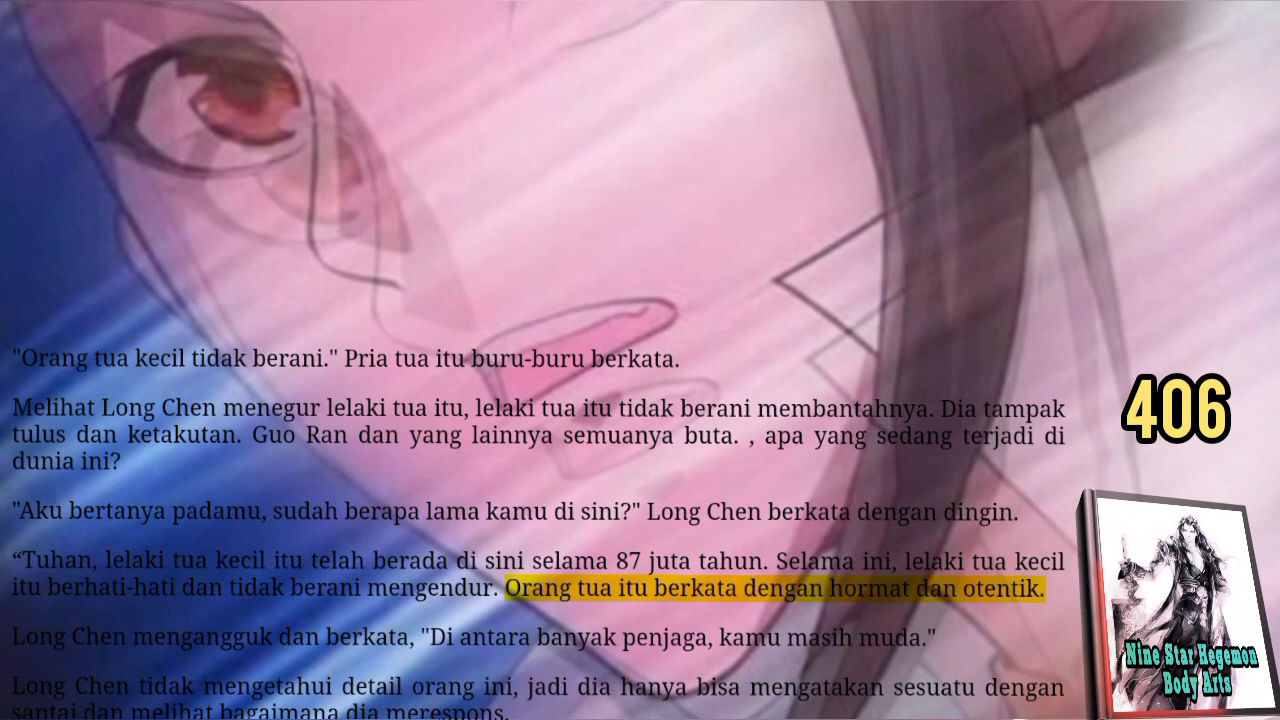 "Orang tua kecil tidak berani." Pria tua itu buru-buru berkata.
Melihat Long Chen menegur lelaki tua itu, lelaki tua itu tidak berani membantahnya. Dia tampak
tulus dan ketakutan. Guo Ran dan yang lainnya semuanya buta. , apa yang sedang terjadi di
dunia ini?
"Aku bertanya padamu, sudah berapa lama kamu di sini?" Long Chen berkata dengan dingin.
“Tuhan, lelaki tua kecil itu telah berada di sini selama 87 juta tahun. Selama ini, lelaki tua kecil
itu berhati-hati dan tidak berani mengendur. Orang tua itu berkata dengan hormat dan otentik.
Long Chen mengangguk dan berkata, "Di antara banyak penjaga, kamu masih muda."
Long Chen tidak mengetahui detail orang ini, jadi dia hanya bisa mengatakan sesuatu dengan
santai dan melihat bagaimana dia merespons.
406
Nine Star Hegemon
Body Arts